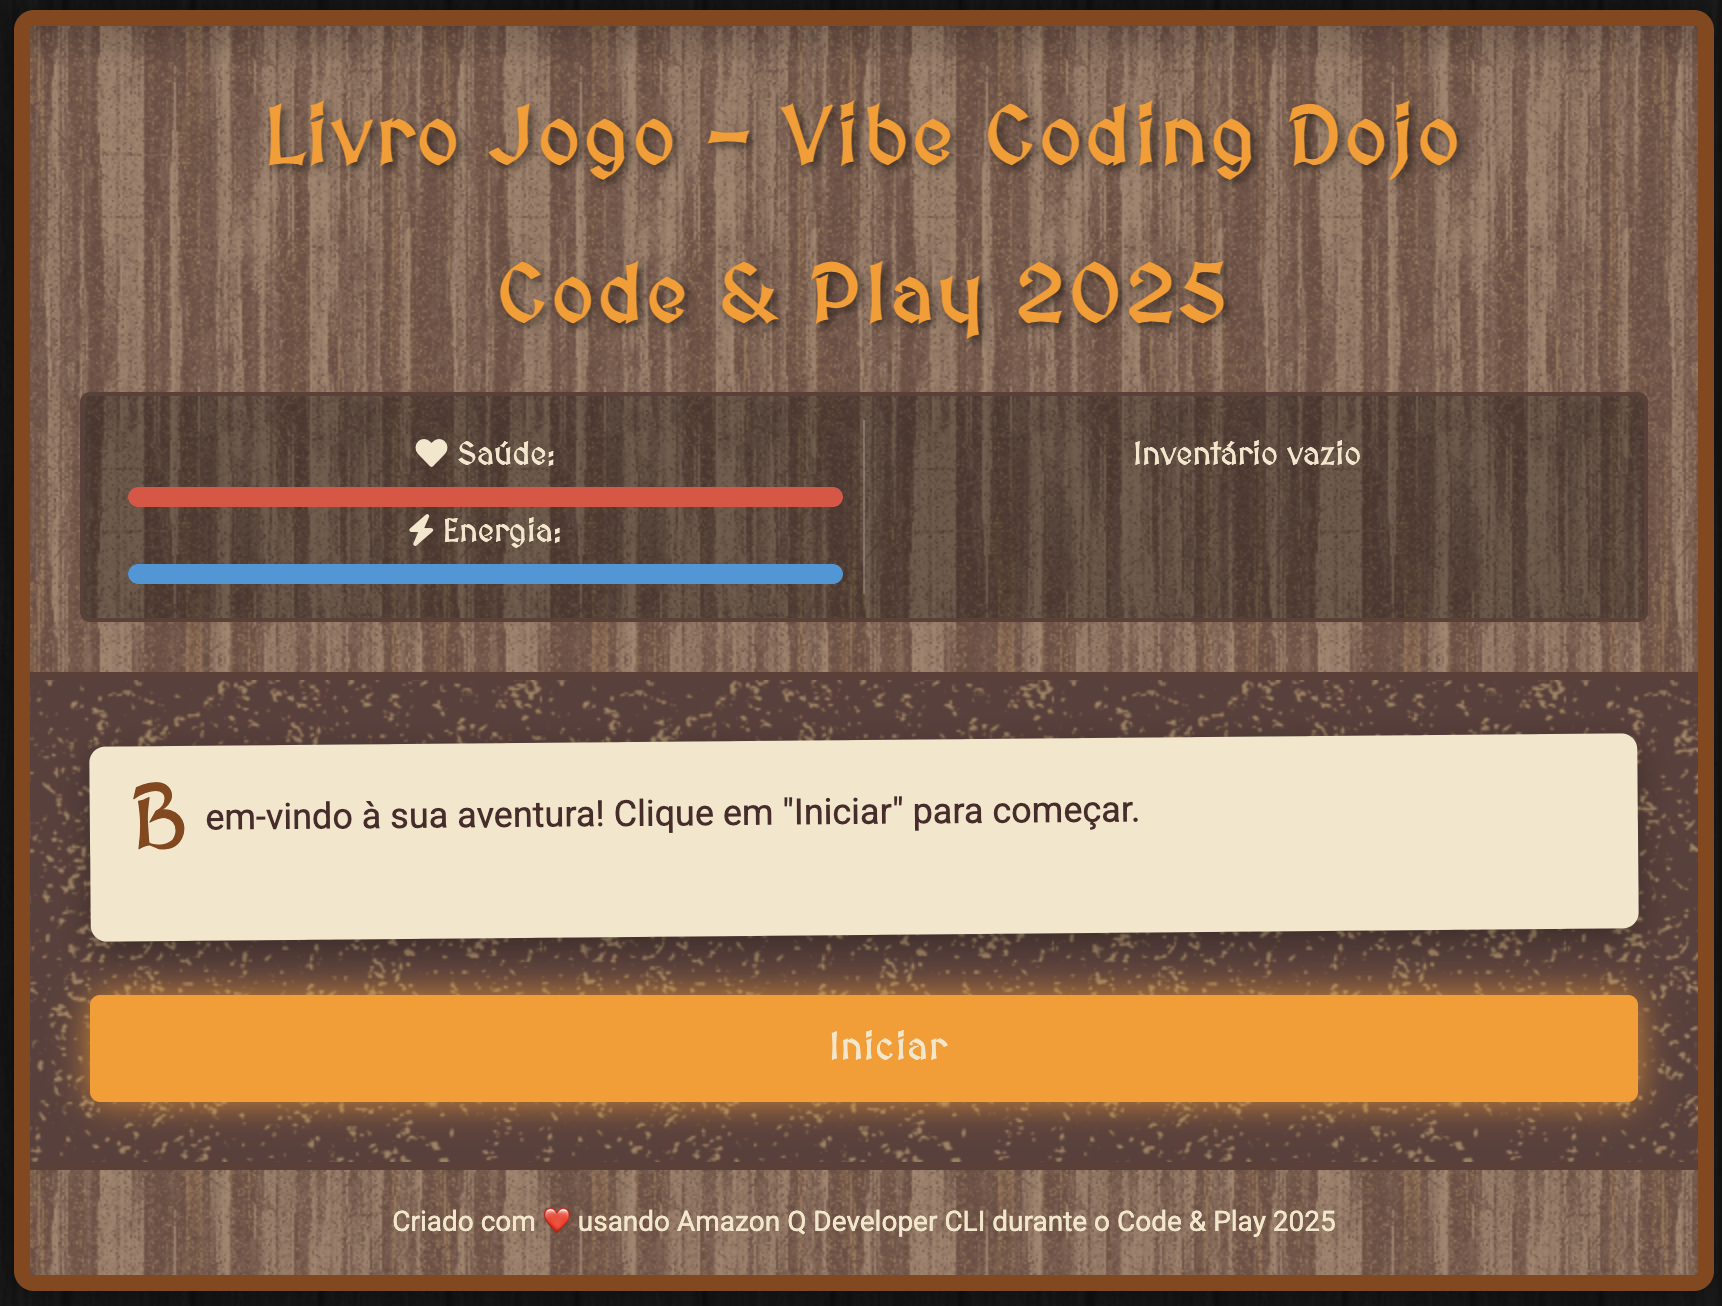 Livro Jogo - Vibe Coding Dojo
Code & Play 2025
Saúde:
Energia:
Inventário vazio
Bem-vindo à sua aventura! Clique em "Iniciar" para começar.
Iniciar
Criado com ❤️ usando Amazon Q Developer CLI durante o Code & Play 2025